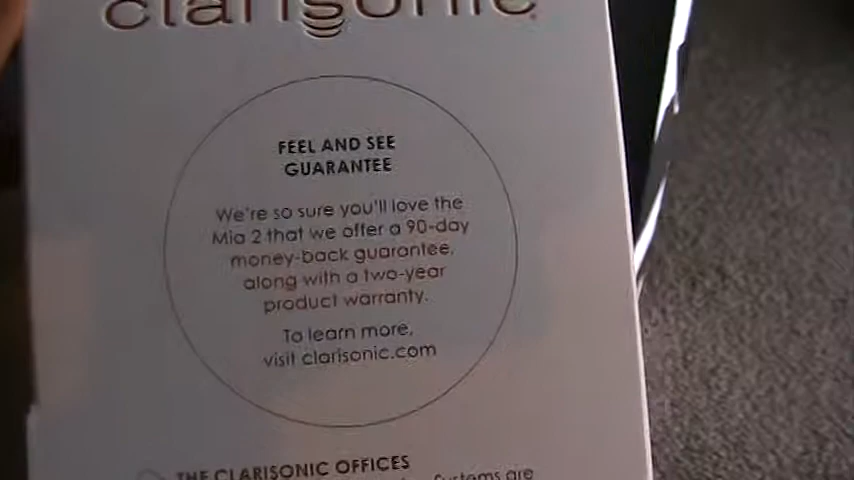 clarisonic
FEEL AND SEE
GUARANTEE
We're so sure you'll love the
Mia 2 that we offer a 90-day
money-back guarantee,
along with a two-year
product warranty.
To learn more,
visit clarisonic.com
THE CLARISONIC OFFICES
Systems are